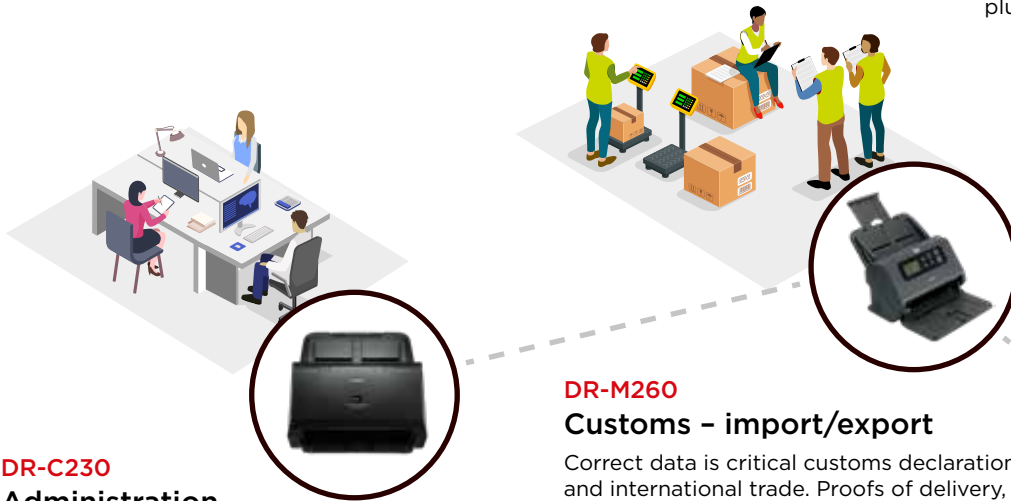 plu
DR-M260
Customs – import/export
Correct data is critical customs declaration
and international trade. Proofs of delivery,
DR-C230
Administration